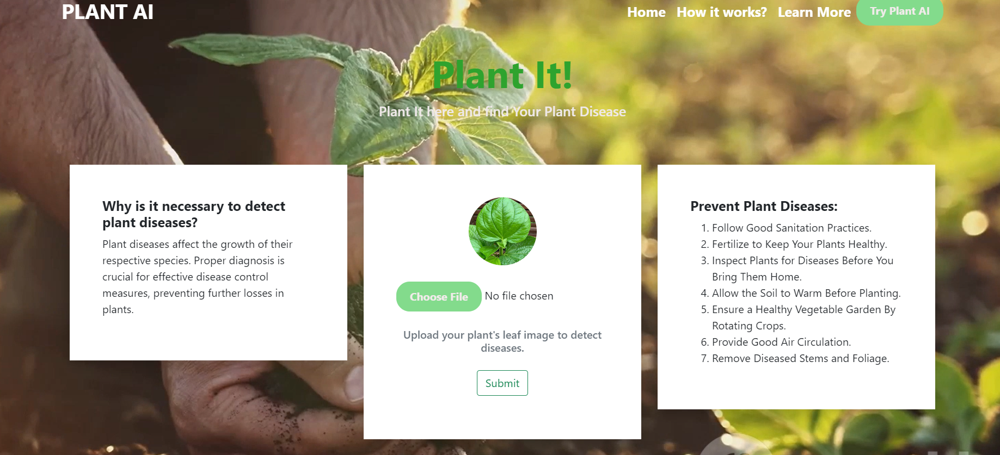 PLANT AI
Home How it works? Learn More Try Plant AI
Plant It!
Plant It here and find Your Plant Disease
Why is it necessary to detect
plant diseases?
Plant diseases affect the growth of their
respective species. Proper diagnosis is
crucial for effective disease control
measures, preventing further losses in
plants.
Choose File No file chosen
Upload your plant's leaf image to detect
diseases.
Submit
Prevent Plant Diseases:
1. Follow Good Sanitation Practices.
2. Fertilize to Keep Your Plants Healthy.
3. Inspect Plants for Diseases Before You
Bring Them Home.
4. Allow the Soil to Warm Before Planting.
5. Ensure a Healthy Vegetable Garden By
Rotating Crops.
6. Provide Good Air Circulation.
7. Remove Diseased Stems and Foliage.